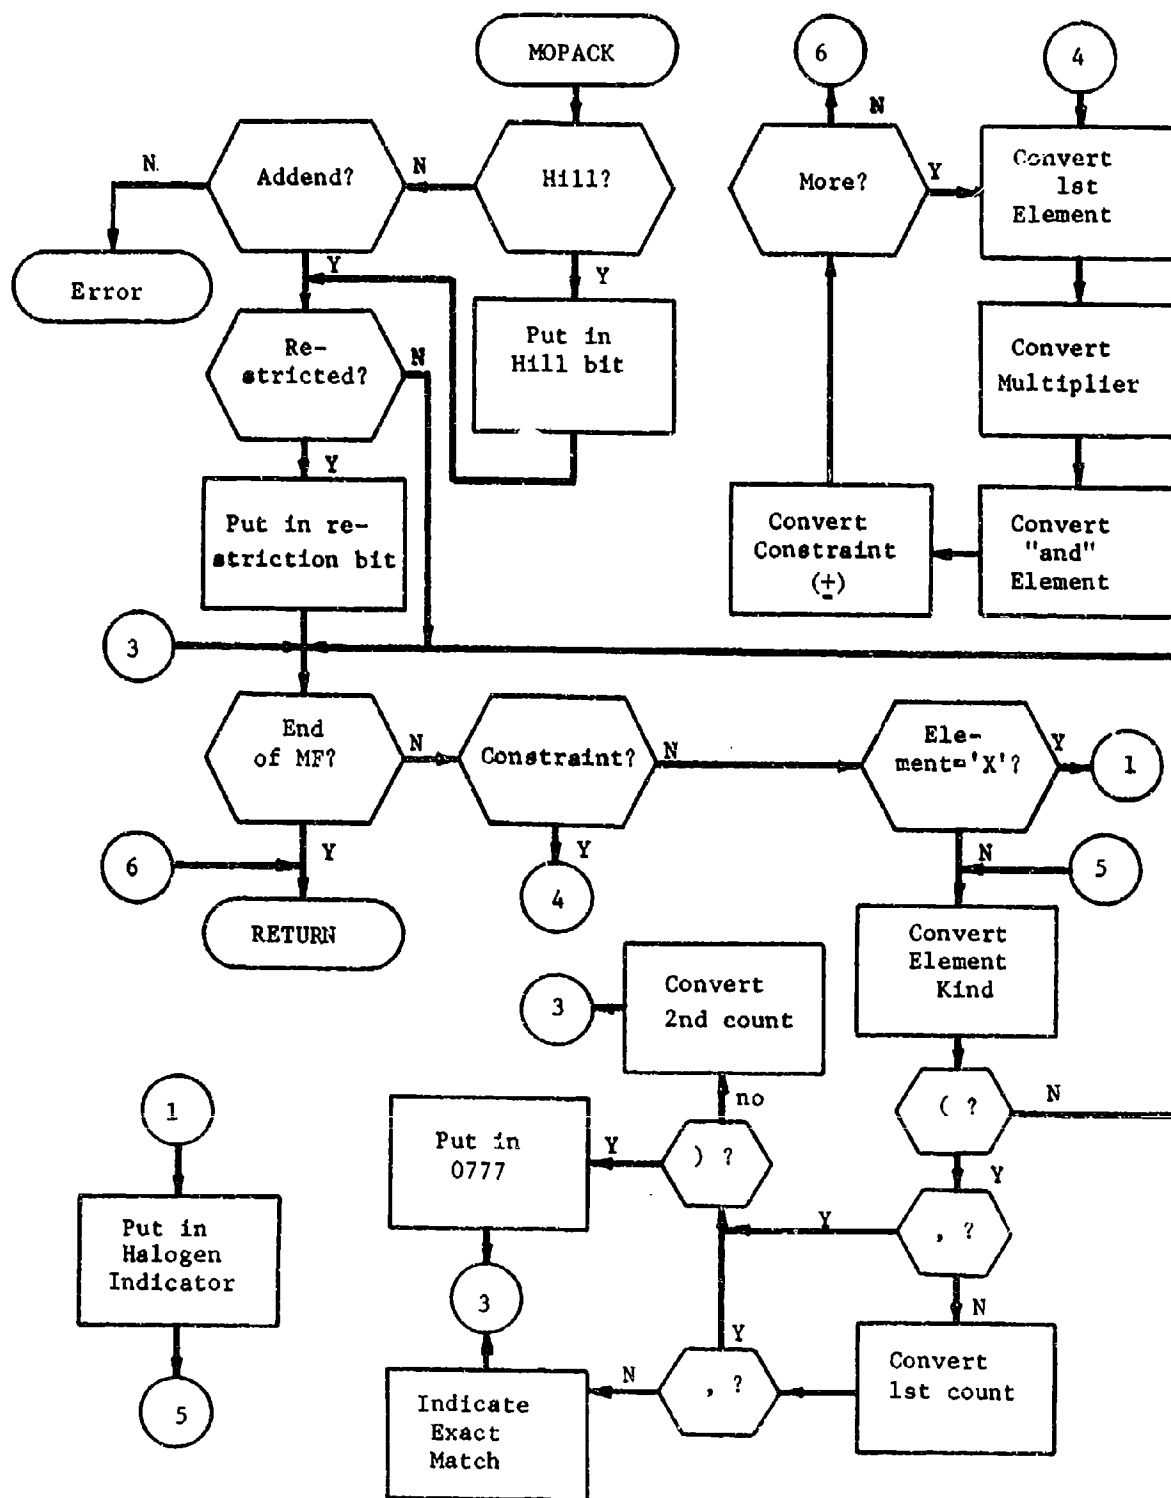 MOPACK
6
4
N
N
Addend?
N
Hill?
More?
Y
Convert
1st
Element
Y
Y
Error
Put in
Hill bit
Convert
Multiplier
Re-
stricted?
N
Y
Put in re-
striction bit
Convert
Constraint
(±)
Convert
"and"
Element
3
End
of MF?
N
Constraint?
N
Ele-
ment='X'?
Y
1
Y
Y
N
6
4
5
RETURN
Convert
Element
Kind
Convert
2nd count
3
1
no
( ?
N
Put in
0777
Y
) ?
Y
Put in
Halogen
Indicator
Y
, ?
3
N
Y
5
Indicate
Exact
Match
N
, ?
Convert
1st count